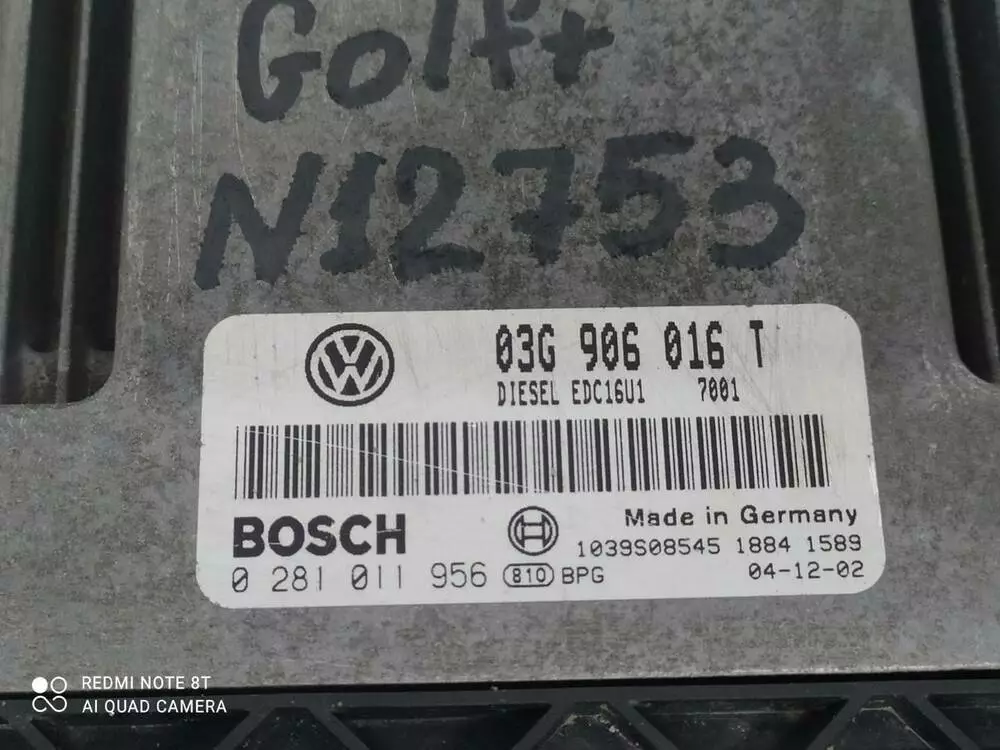 Golf+
N12753
03G 906 016 T
DIESEL EDC16U1 7001
BOSCH
Made in Germany
1039S08545 1884 1589
0 281 011 956 810 BPG 04-12-02
REDMI NOTE 8T
AI QUAD CAMERA